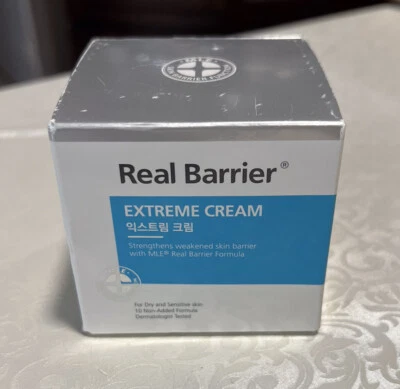 Real Barrier®
EXTREME CREAM
익스트림 크림
Strengthens weakened skin barrier
with MLE® Real Barrier Formula
For Dry and Sensitive skin
10 Non-Added Formula
Dermatologist Tested